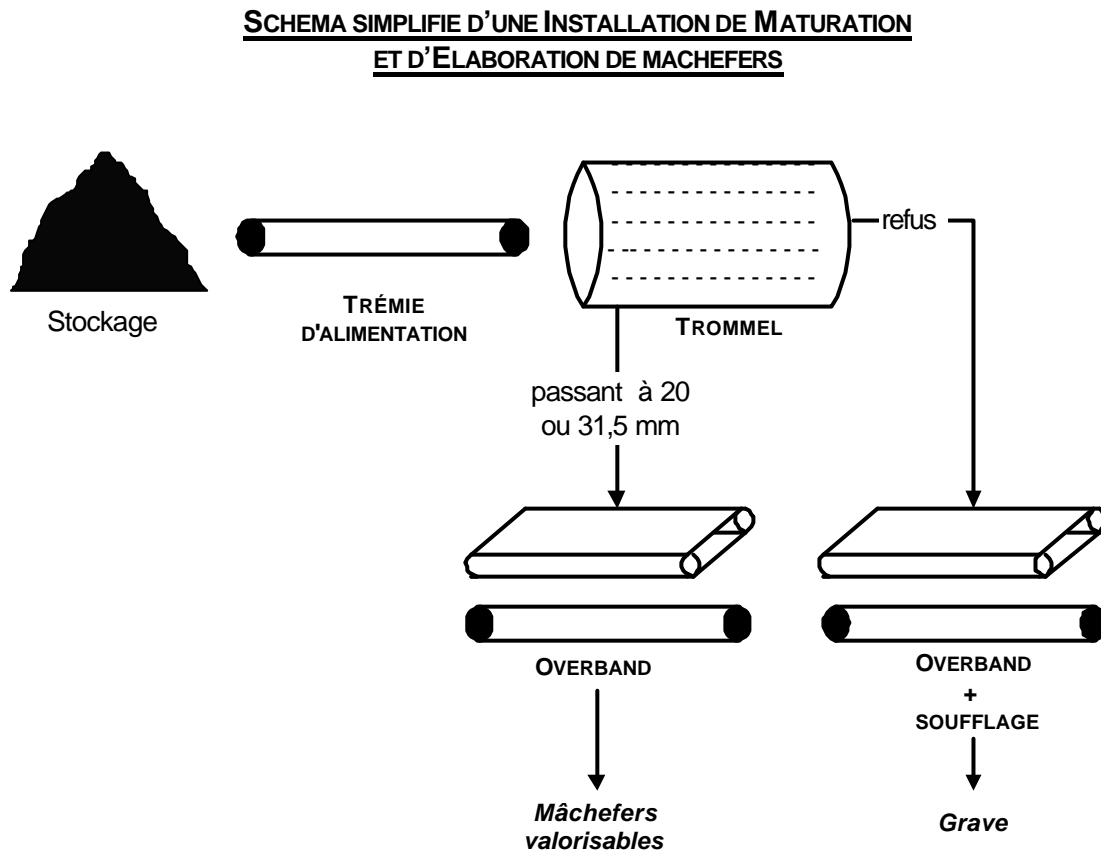 SCHEMA SIMPLIFIE D'UNE INSTALLATION DE MATURATION
ET D'ELABORATION DE MACHEFERS
Stockage
TRÉMIE
D'ALIMENTATION
TROMMEL
refus
passant à 20
ou 31,5 mm
OVERBAND
OVERBAND
+
SOUFFLAGE
Mâchefers
valorisables
Grave